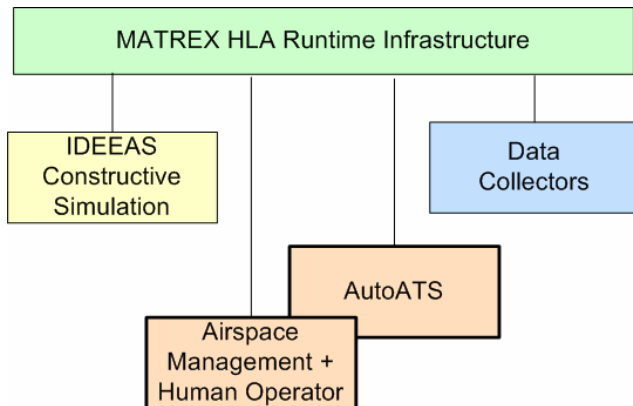 MATREX HLA Runtime Infrastructure
IDEEAS
Constructive
Simulation
Data
Collectors
AutoATS
Airspace
Management +
Human Operator